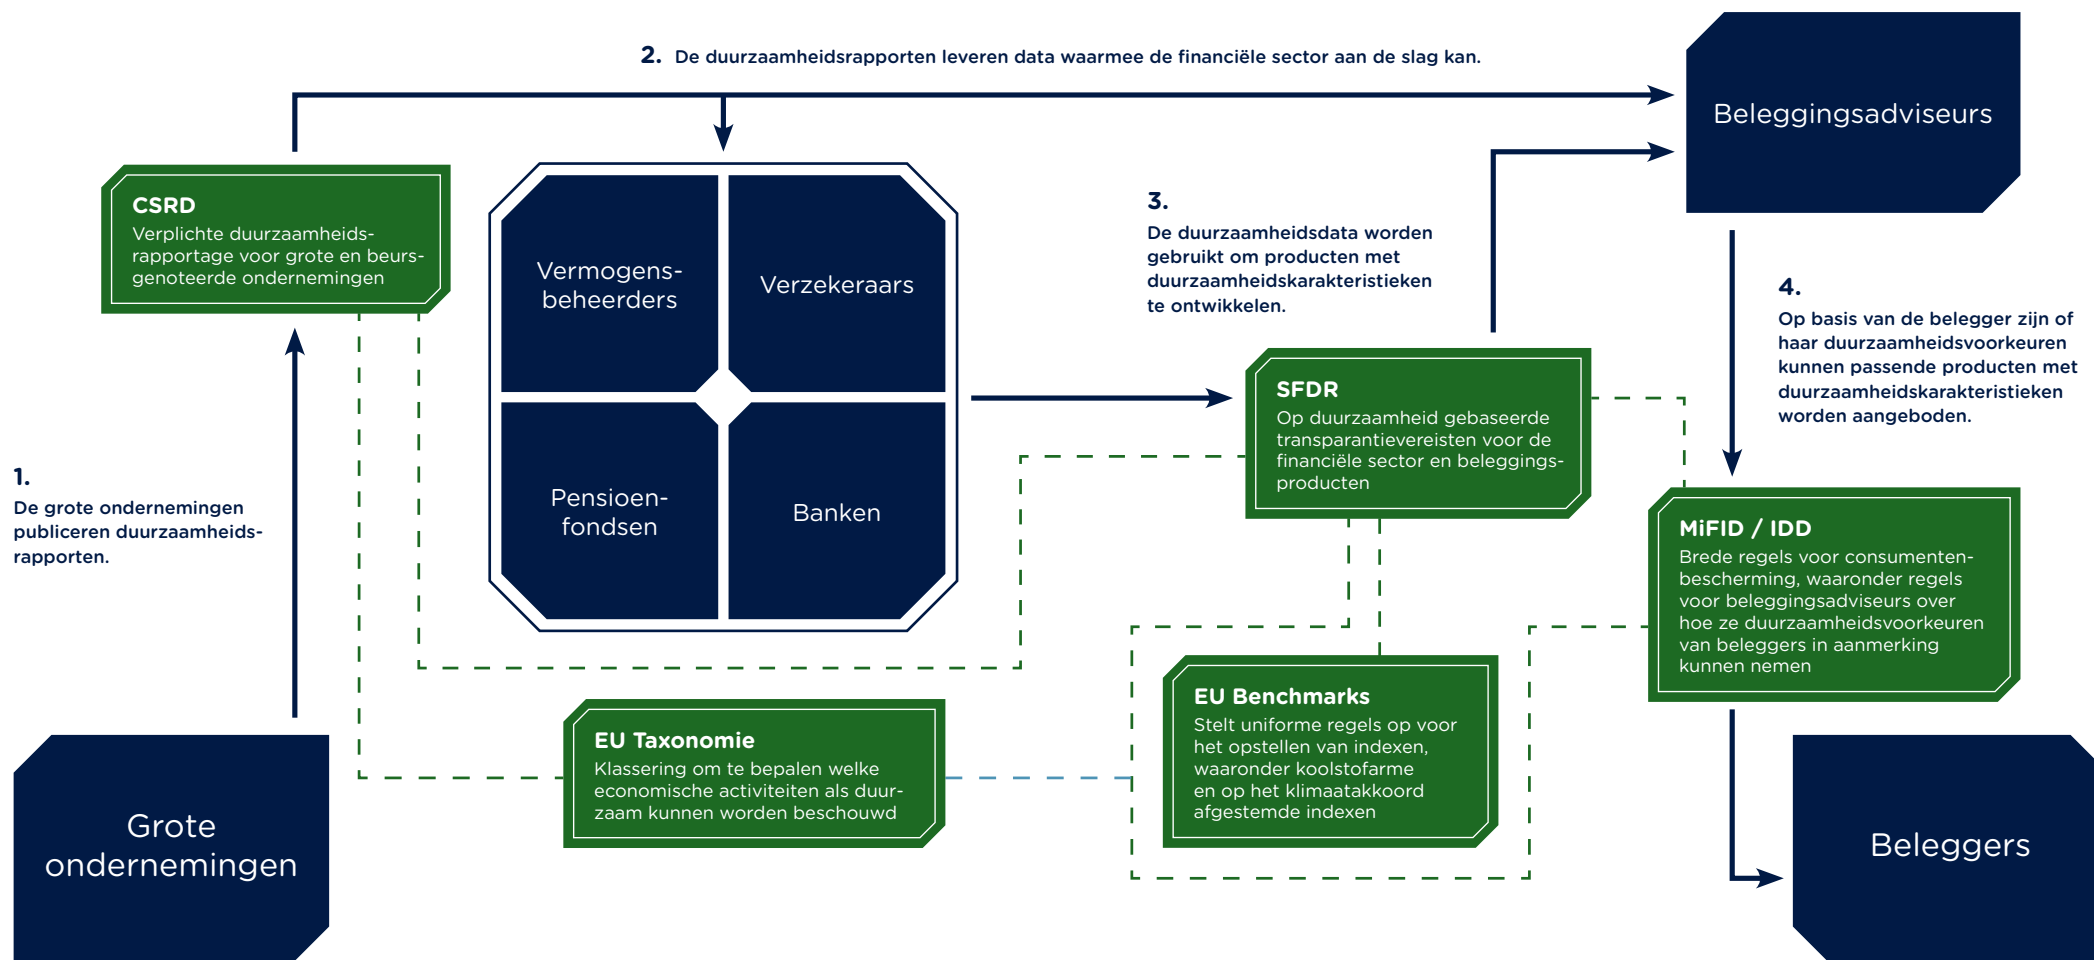 2. De duurzaamheidsrapporten leveren data waarmee de financiële sector aan de slag kan.
Beleggingsadviseurs
CSRD
Verplichte duurzaamheids-
rapportage voor grote en beurs-
genoteerde ondernemingen
Vermogens-
beheerders
Verzekeraars
Pensioen-
fondsen
Banken
3.
De duurzaamheidsdata worden
gebruikt om producten met
duurzaamheidskarakteristieken
te ontwikkelen.
4.
Op basis van de belegger zijn of
haar duurzaamheidsvoorkeuren
kunnen passende producten met
duurzaamheidskarakteristieken
worden aangeboden.
SFDR
Op duurzaamheid gebaseerde
transparantievereisten voor de
financiële sector en beleggings-
producten
1.
De grote ondernemingen
publiceren duurzaamheids-
rapporten.
MiFID / IDD
Brede regels voor consumenten-
bescherming, waaronder regels
voor beleggingsadviseurs over
hoe ze duurzaamheidsvoorkeuren
van beleggers in aanmerking
kunnen nemen
EU Taxonomie
Klassering om te bepalen welke
economische activiteiten als duur-
zaam kunnen worden beschouwd
EU Benchmarks
Stelt uniforme regels op voor
het opstellen van indexen,
waaronder koolstofarme
en op het klimaatakkoord
afgestemde indexen
Grote
ondernemingen
Beleggers